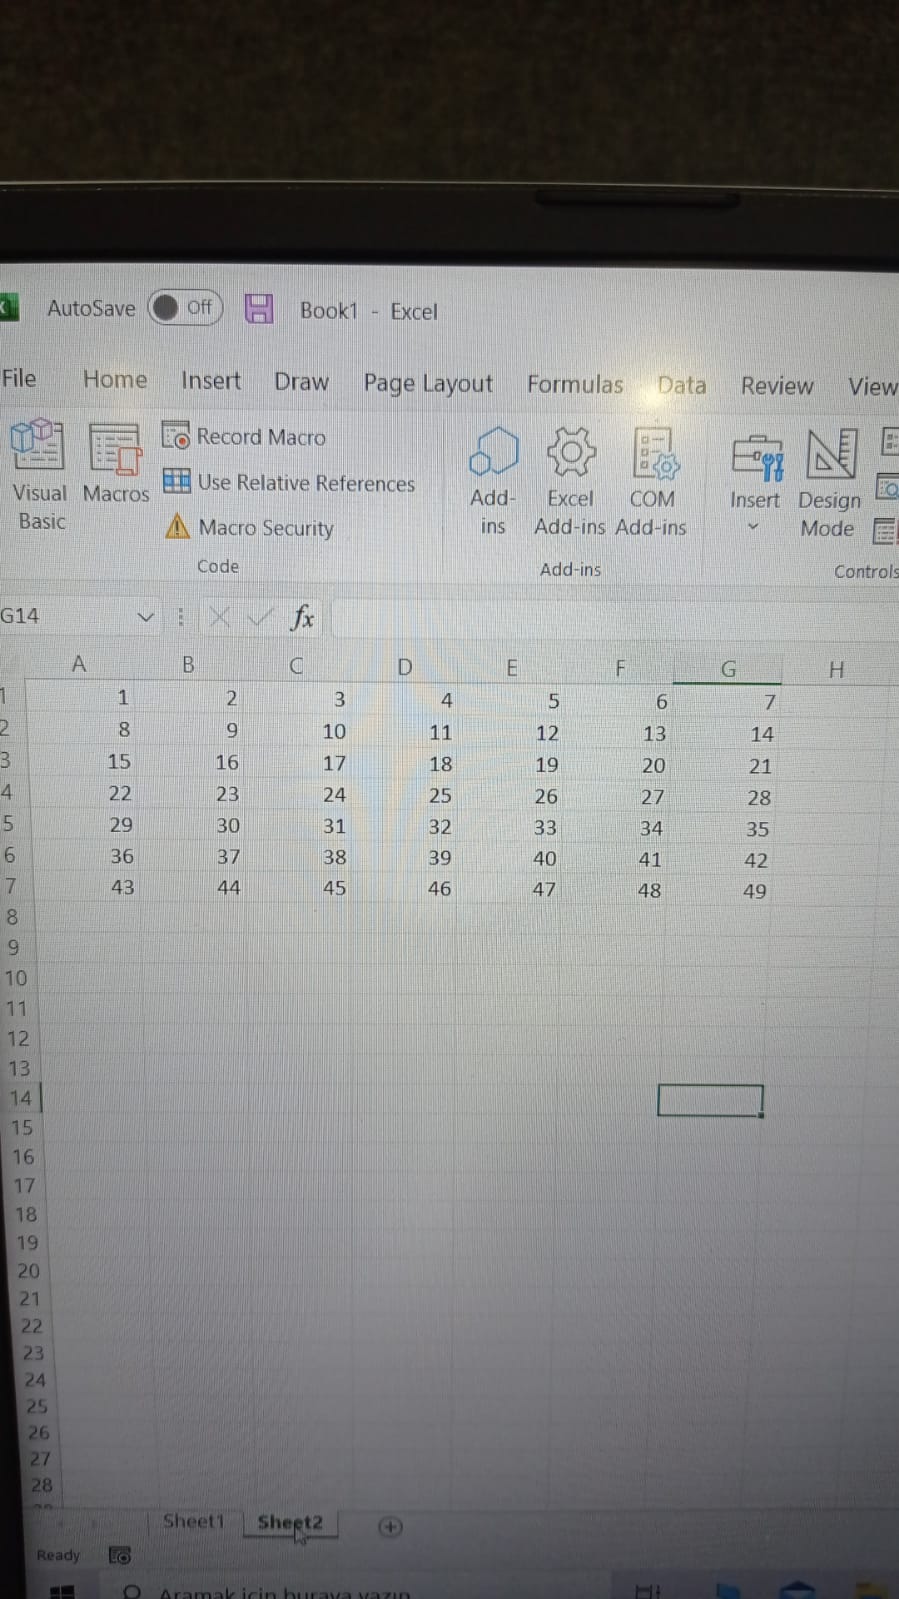 AutoSave Off Book1 - Excel
File Home Insert Draw Page Layout Formulas Data Review View
Visual Basic Macros Record Macro
Use Relative References
Macro Security
Code
Add-ins Excel Add-ins COM Add-ins
Add-ins
Insert Design Mode
Controls
G14 fx
A B C D E F G H
1 1 2 3 4 5 6 7
2 8 9 10 11 12 13 14
3 15 16 17 18 19 20 21
4 22 23 24 25 26 27 28
5 29 30 31 32 33 34 35
6 36 37 38 39 40 41 42
7 43 44 45 46 47 48 49
8
9
10
11
12
13
14
15
16
17
18
19
20
21
22
23
24
25
26
27
28
Sheet1 Sheet2
Ready
Aramak için buraya yazın